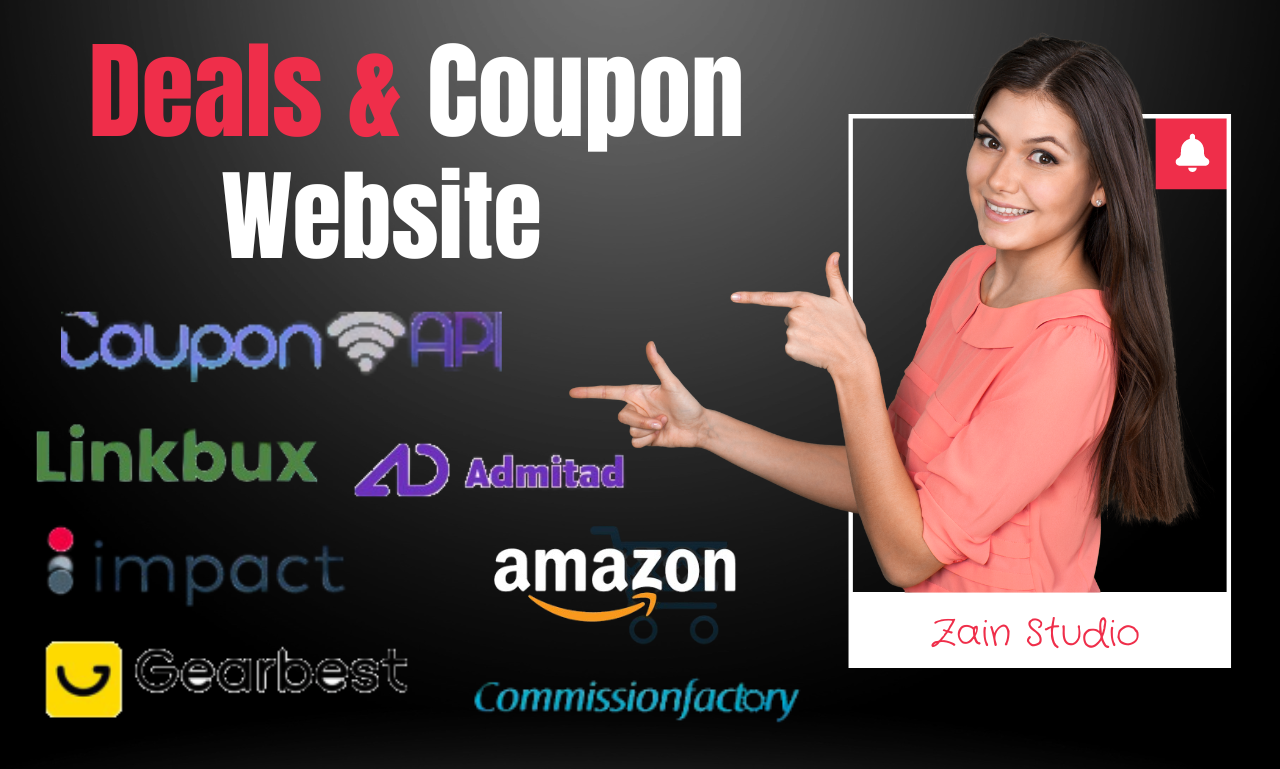 Deals & Coupon
Website
Coupon API
Linkbux
Admitad
impact
amazon
Gearbest
Commissionfactory
Zain Studio